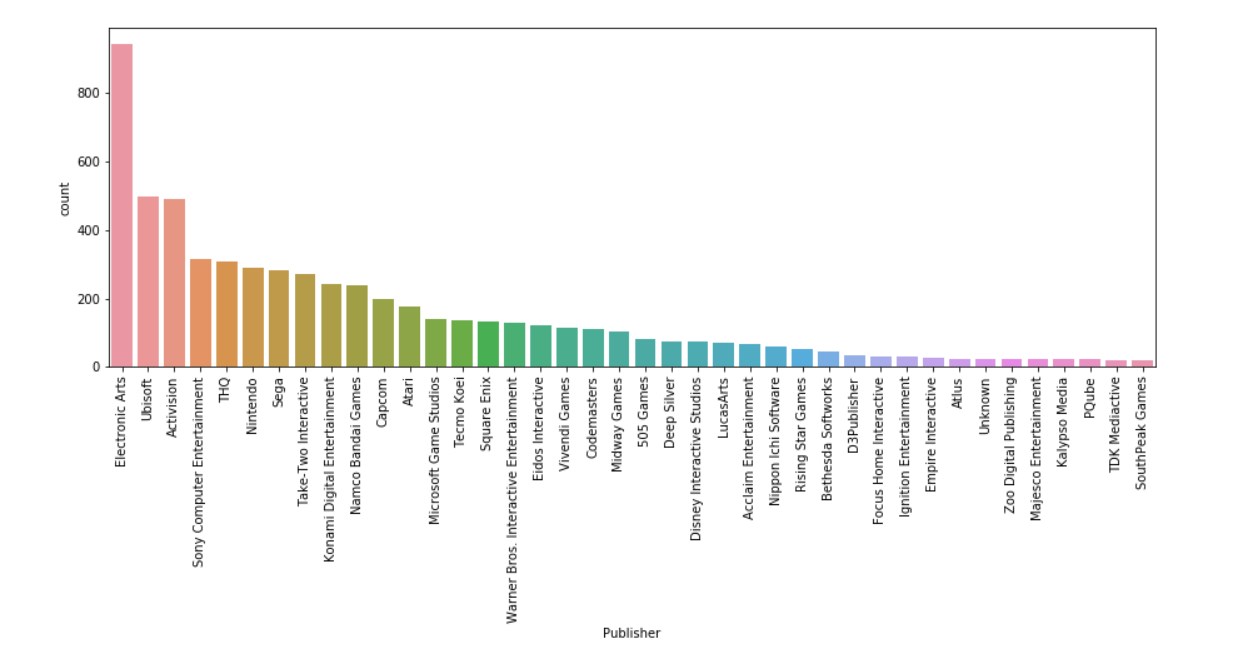 800
600
400
200
0
count
Electronic Arts
Ubisoft
Activision
Sony Computer Entertainment
THQ
Nintendo
Sega
Take-Two Interactive
Konami Digital Entertainment
Namco Bandai Games
Capcom
Atari
Microsoft Game Studios
Tecmo Koei
Square Enix
Warner Bros. Interactive Entertainment
Eidos Interactive
Vivendi Games
Codemasters
Midway Games
505 Games
Deep Silver
Disney Interactive Studios
LucasArts
Acclaim Entertainment
Nippon Ichi Software
Rising Star Games
Bethesda Softworks
D3Publisher
Focus Home Interactive
Ignition Entertainment
Empire Interactive
Atlus
Unknown
Zoo Digital Publishing
Majesco Entertainment
Kalypso Media
PQube
TDK Mediactive
SouthPeak Games
Publisher